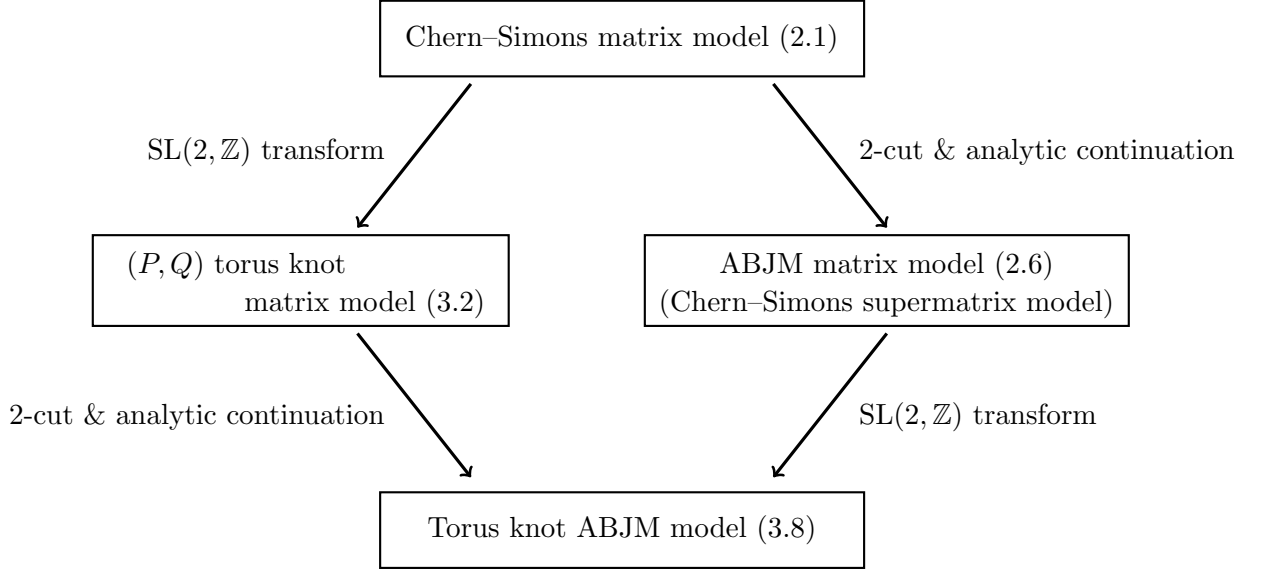 Chern–Simons matrix model (2.1)
SL(2, ℤ) transform
2-cut & analytic continuation
(P, Q) torus knot
matrix model (3.2)
ABJM matrix model (2.6)
(Chern–Simons supermatrix model)
2-cut & analytic continuation
SL(2, ℤ) transform
Torus knot ABJM model (3.8)